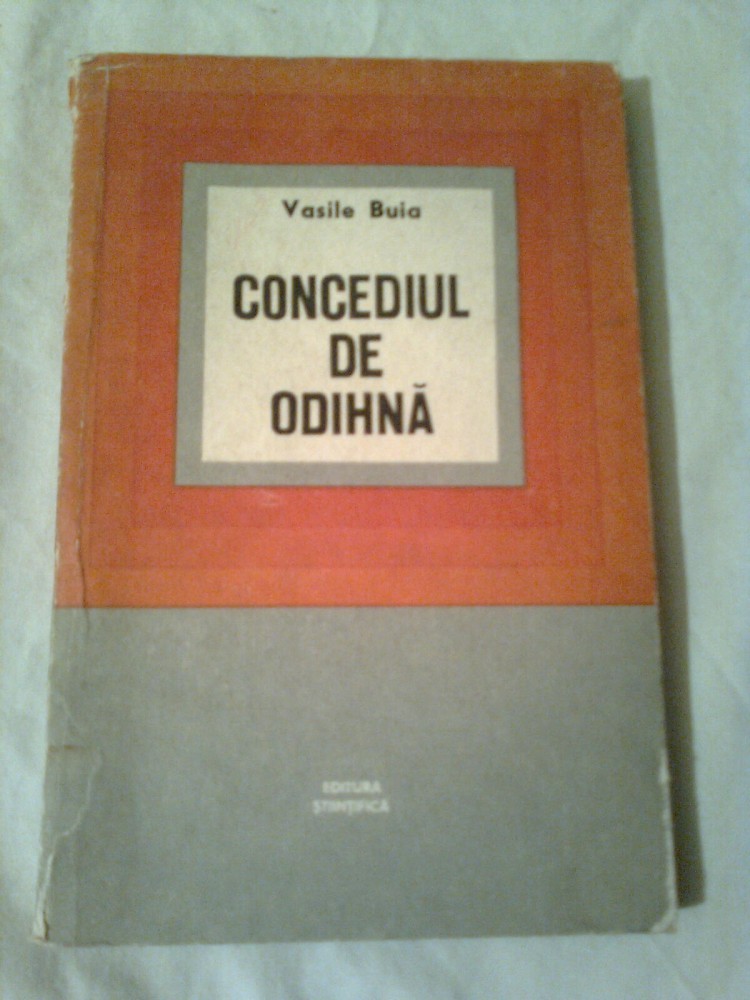 Vasile Buia
CONCEDIUL
DE
ODIHNĂ
EDITURA
ȘTIINȚIFICĂ